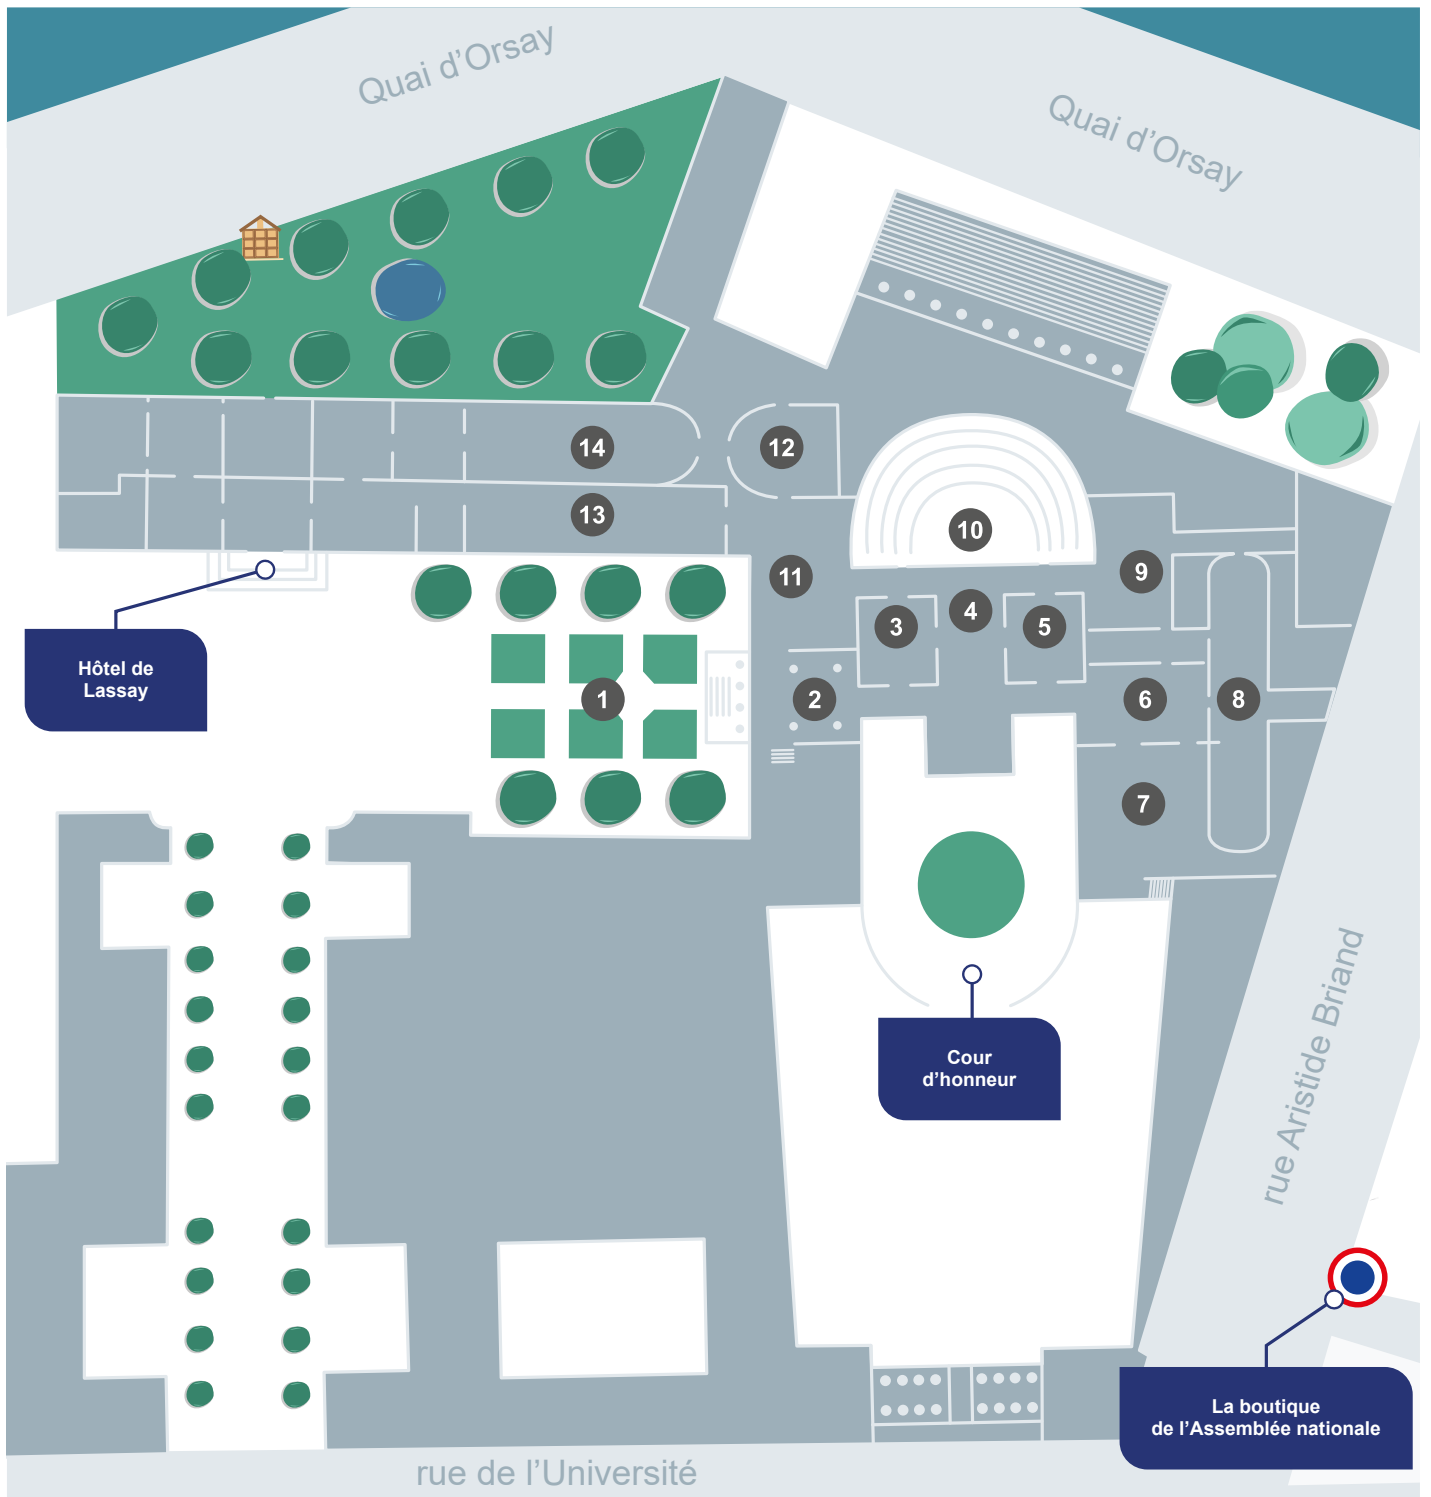 Quai d’Orsay
Quai d’Orsay
14
12
13
10
11
9
4
3
5
Hôtel de
Lassay
1
2
6
8
7
Cour
d’honneur
rue Aristide Briand
La boutique
de l’Assemblée nationale
rue de l’Université